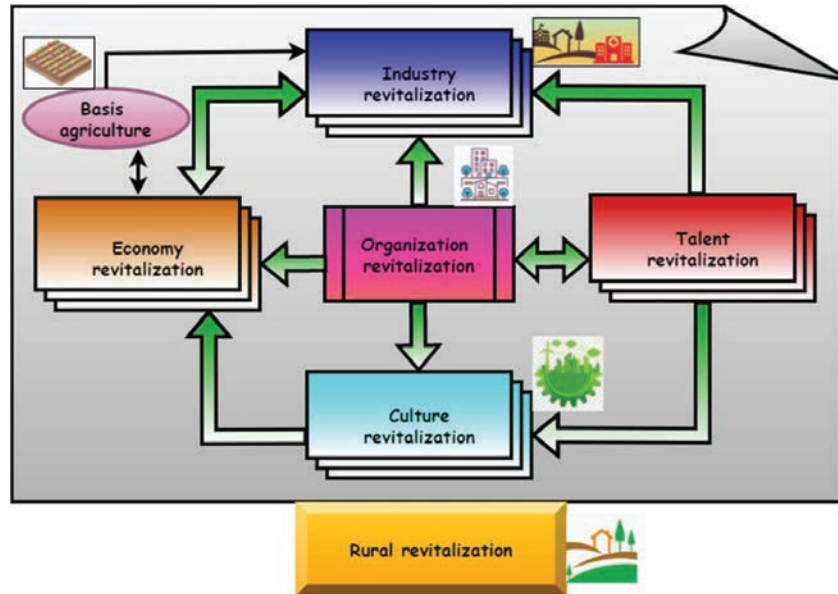 Industry
revitalization
Basis
agriculture
Economy
revitalization
Organization
revitalization
Talent
revitalization
Culture
revitalization
Rural revitalization